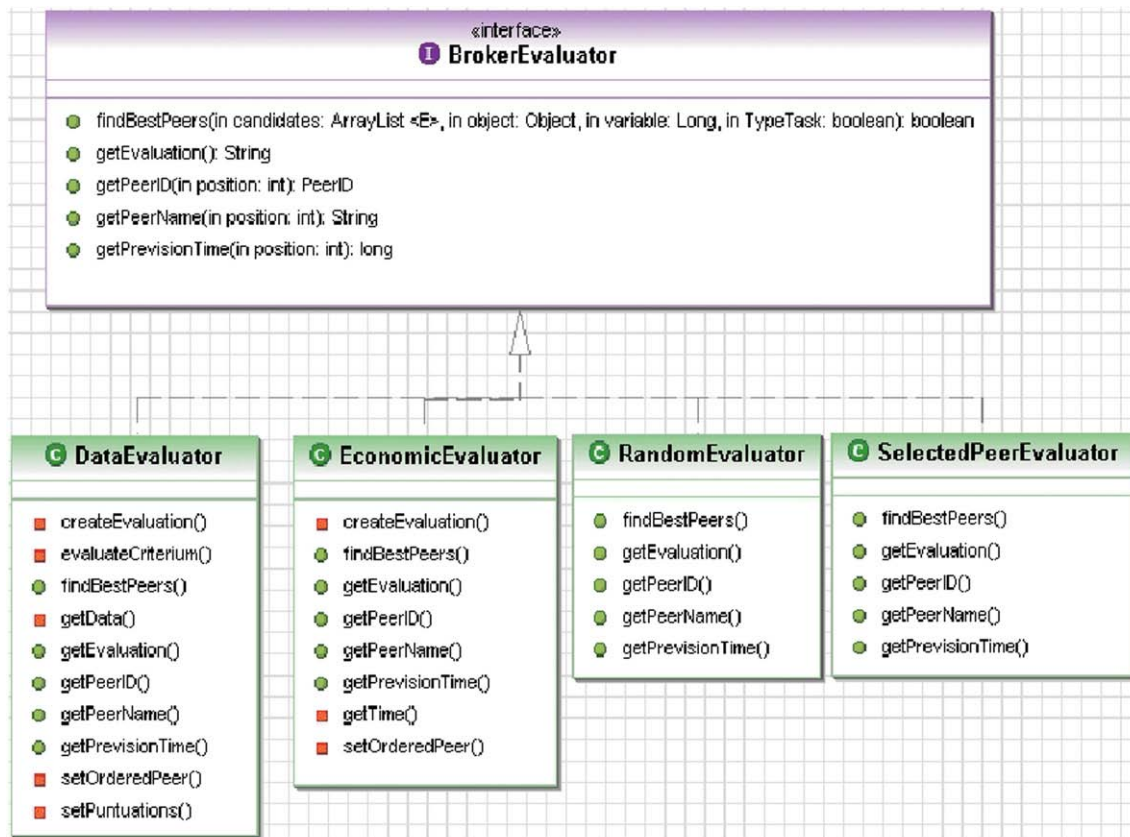 «interface»
I BrokerEvaluator
findBestPeers(in candidates: ArrayList <E>, in object: Object, in variable: Long, in TypeTask: boolean): boolean
getEvaluation(): String
getPeerID(in position: int): PeerID
getPeerName(in position: int): String
getPrevisionTime(in position: int): long
C DataEvaluator
createEvaluation()
evaluateCriterium()
findBestPeers()
getData()
getEvaluation()
getPeerID()
getPeerName()
getPrevisionTime()
setOrderedPeer()
setPuntuations()
C EconomicEvaluator
createEvaluation()
findBestPeers()
getEvaluation()
getPeerID()
getPeerName()
getPrevisionTime()
getTime()
setOrderedPeer()
C RandomEvaluator
findBestPeers()
getEvaluation()
getPeerID()
getPeerName()
getPrevisionTime()
C SelectedPeerEvaluator
findBestPeers()
getEvaluation()
getPeerID()
getPeerName()
getPrevisionTime()